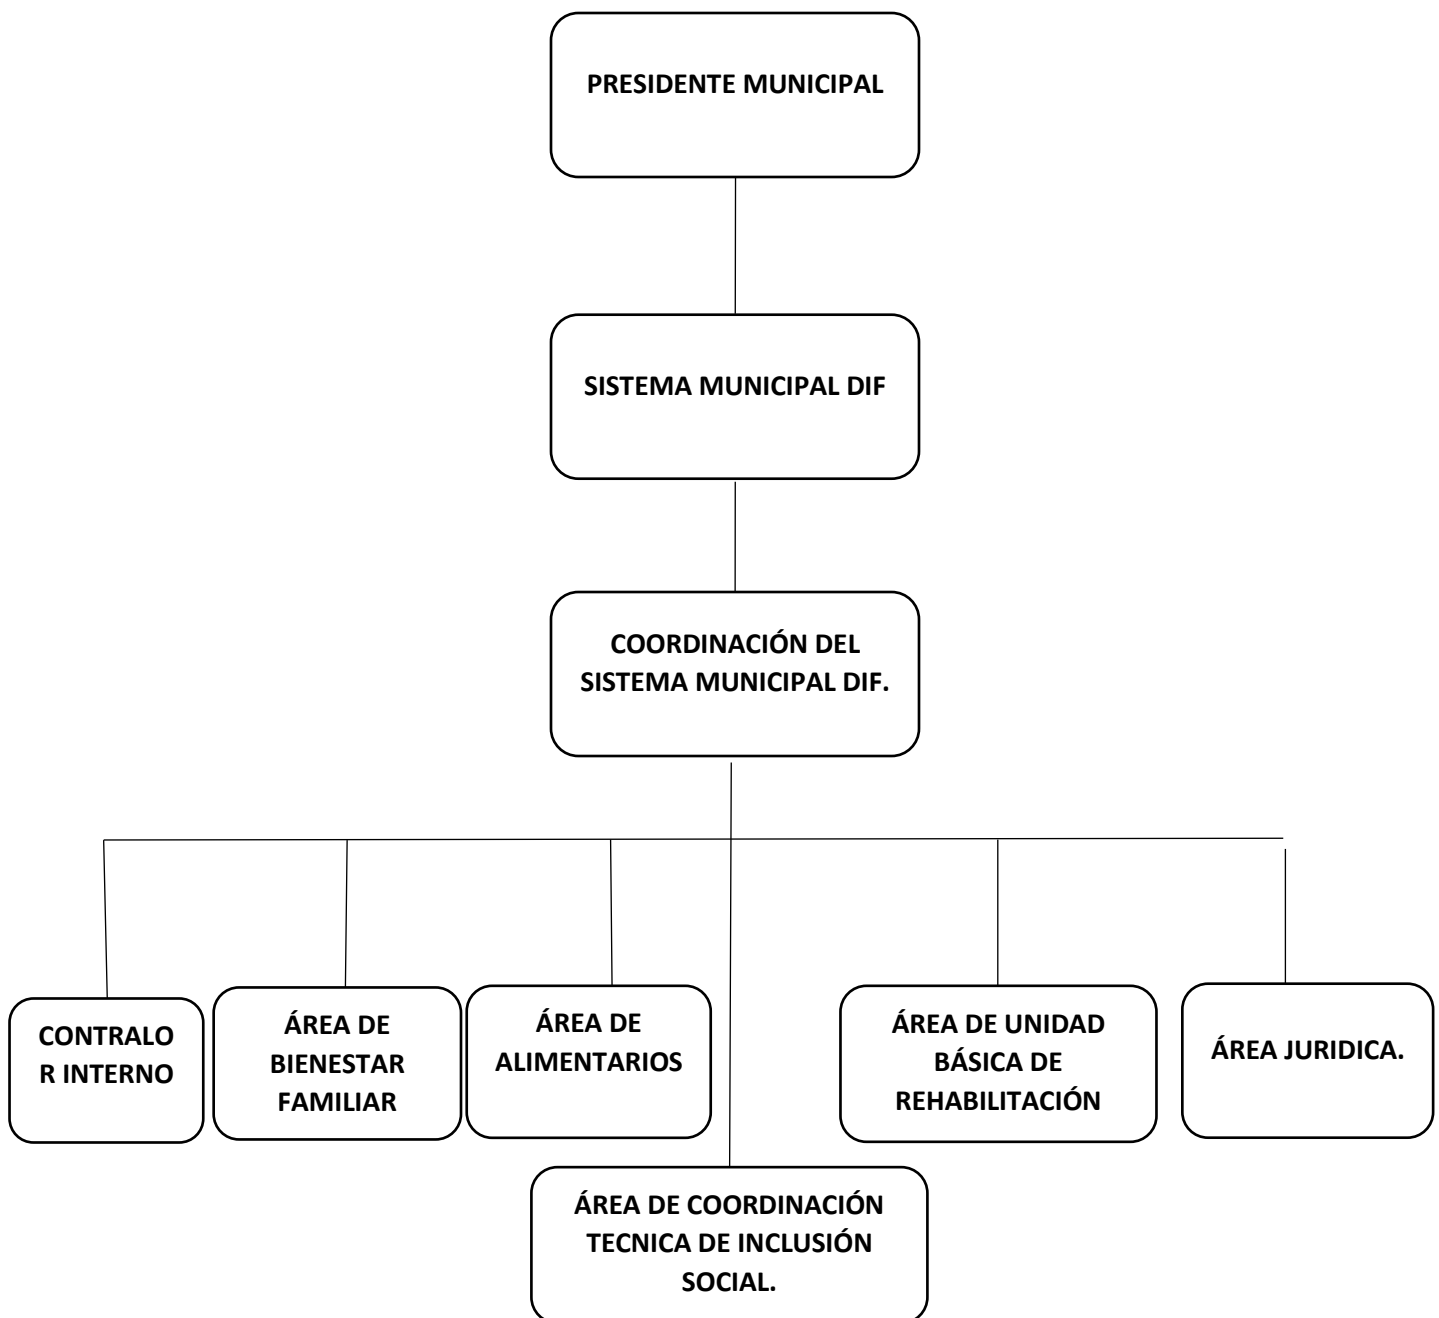 PRESIDENTE MUNICIPAL
SISTEMA MUNICIPAL DIF
COORDINACIÓN DEL
SISTEMA MUNICIPAL DIF.
CONTRALO
R INTERNO
ÁREA DE
BIENESTAR
FAMILIAR
ÁREA DE
ALIMENTARIOS
ÁREA DE UNIDAD
BÁSICA DE
REHABILITACIÓN
ÁREA JURIDICA.
ÁREA DE COORDINACIÓN
TECNICA DE INCLUSIÓN
SOCIAL.